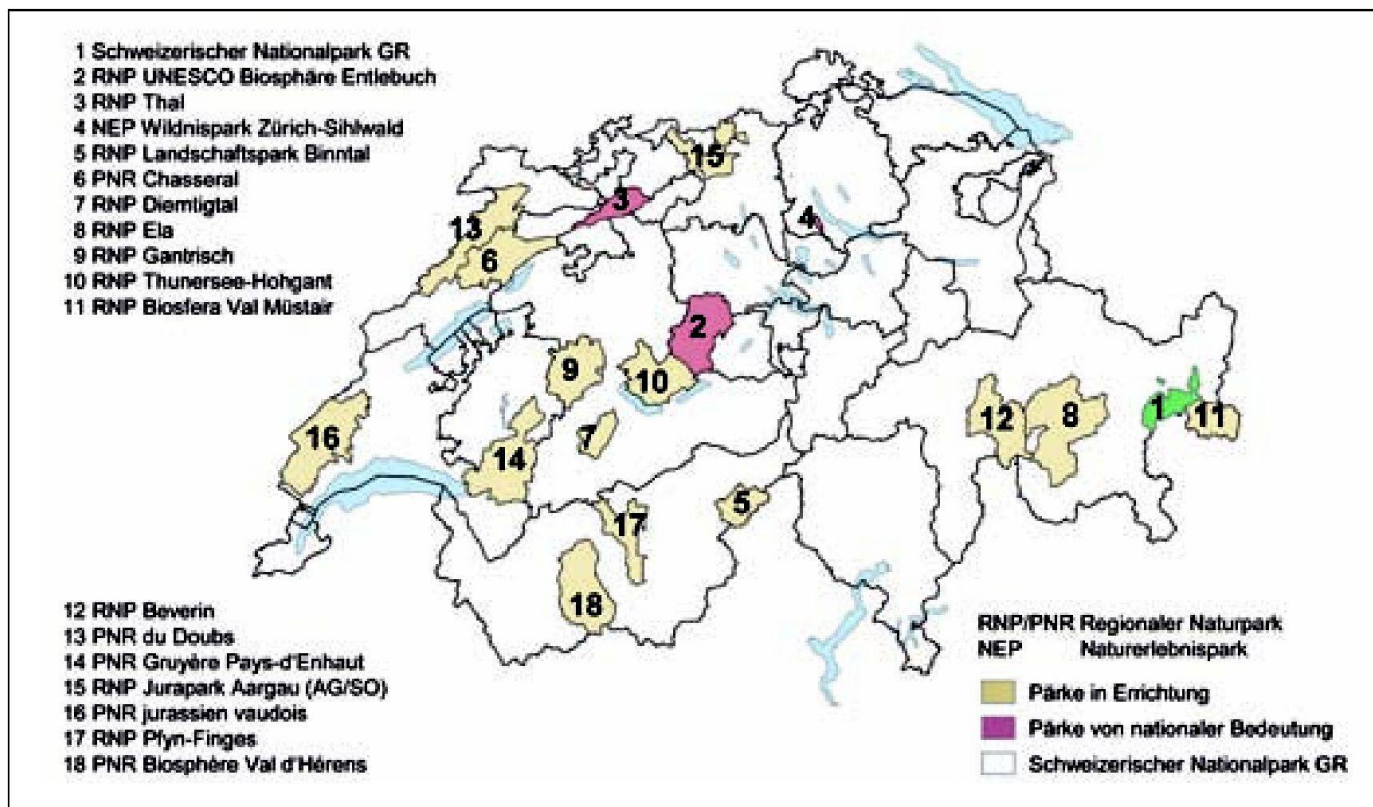 1 Schweizerischer Nationalpark GR
2 RNP UNESCO Biosphäre Entlebuch
3 RNP Thal
4 NEP Wildnispark Zürich-Sihlwald
5 RNP Landschaftspark Binntal
6 PNR Chasseral
7 RNP Diemtigtal
8 RNP Ela
9 RNP Gantrisch
10 RNP Thunersee-Hohgant
11 RNP Biosfera Val Müstair
15
3
13
4
6
2
9
10
16
12
8
1
11
7
14
5
17
18
12 RNP Beverin
13 PNR du Doubs
14 PNR Gruyère Pays-d'Enhaut
15 RNP Jurapark Aargau (AG/SO)
16 PNR jurassien vaudois
17 RNP Pfyn-Finges
18 PNR Biosphère Val d'Hérens
RNP/PNR Regionaler Naturpark
NEP Naturerlebnispark
Pärke in Errichtung
Pärke von nationaler Bedeutung
Schweizerischer Nationalpark GR